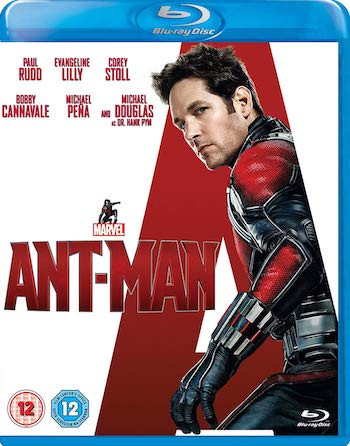 Blu-ray Disc
PAUL RUDD
EVANGELINE LILLY
COREY STOLL
BOBBY CANNAVALE
MICHAEL PEÑA
AND MICHAEL DOUGLAS
AS DR. HANK PYM
MARVEL
ANT-MAN
12
12
Blu-ray Disc